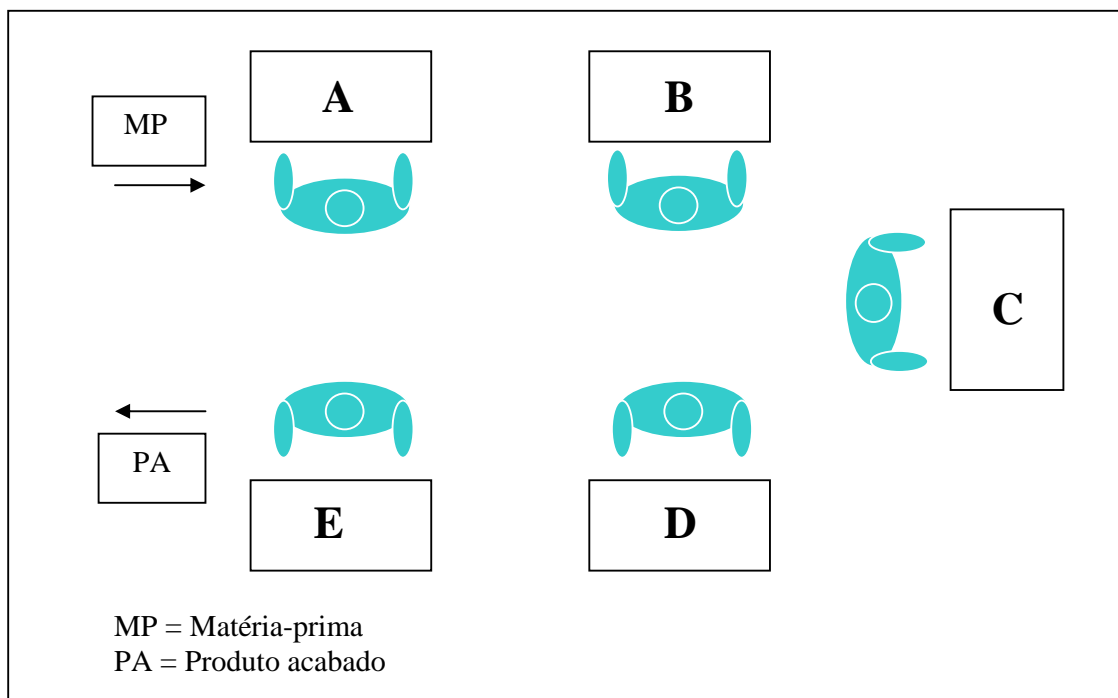 A
B
MP
C
PA
E
D
MP = Matéria-prima
PA = Produto acabado